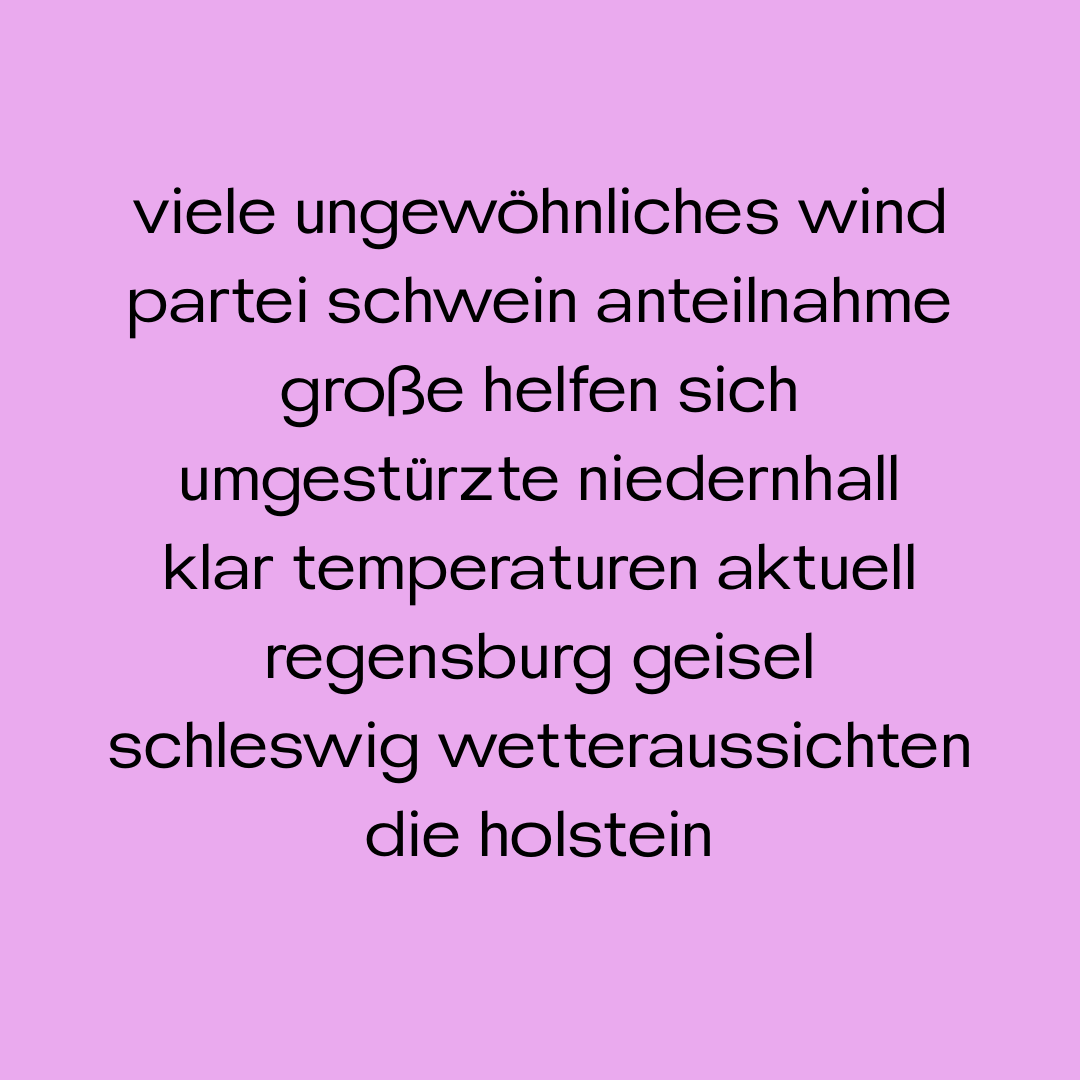 viele ungewöhnliches wind
partei schwein anteilnahme
große helfen sich
umgestürzte niedernhall
klar temperaturen aktuell
regensburg geisel
schleswig wetteraussichten
die holstein